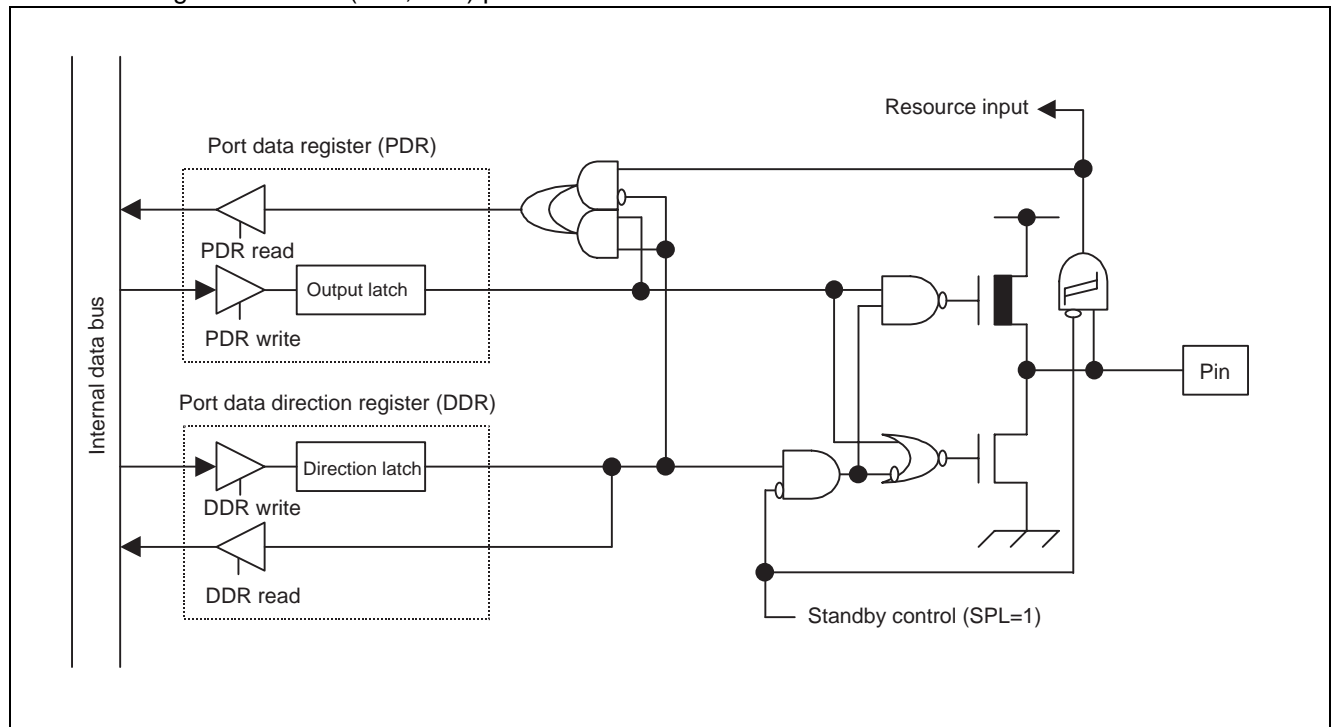 Resource input
Port data register (PDR)
PDR read
Output latch
PDR write
Internal data bus
Pin
Port data direction register (DDR)
Direction latch
DDR write
DDR read
Standby control (SPL=1)